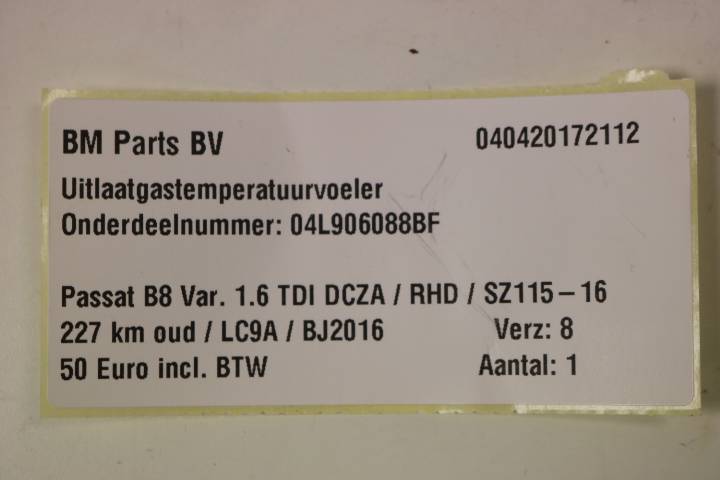 BM Parts BV 040420172112
Uitlaatgastemperatuurvoeler
Onderdeelnummer: 04L906088BF
Passat B8 Var. 1.6 TDI DCZA / RHD / SZ115-16
227 km oud / LC9A / BJ2016 Verz: 8
50 Euro incl. BTW Aantal: 1